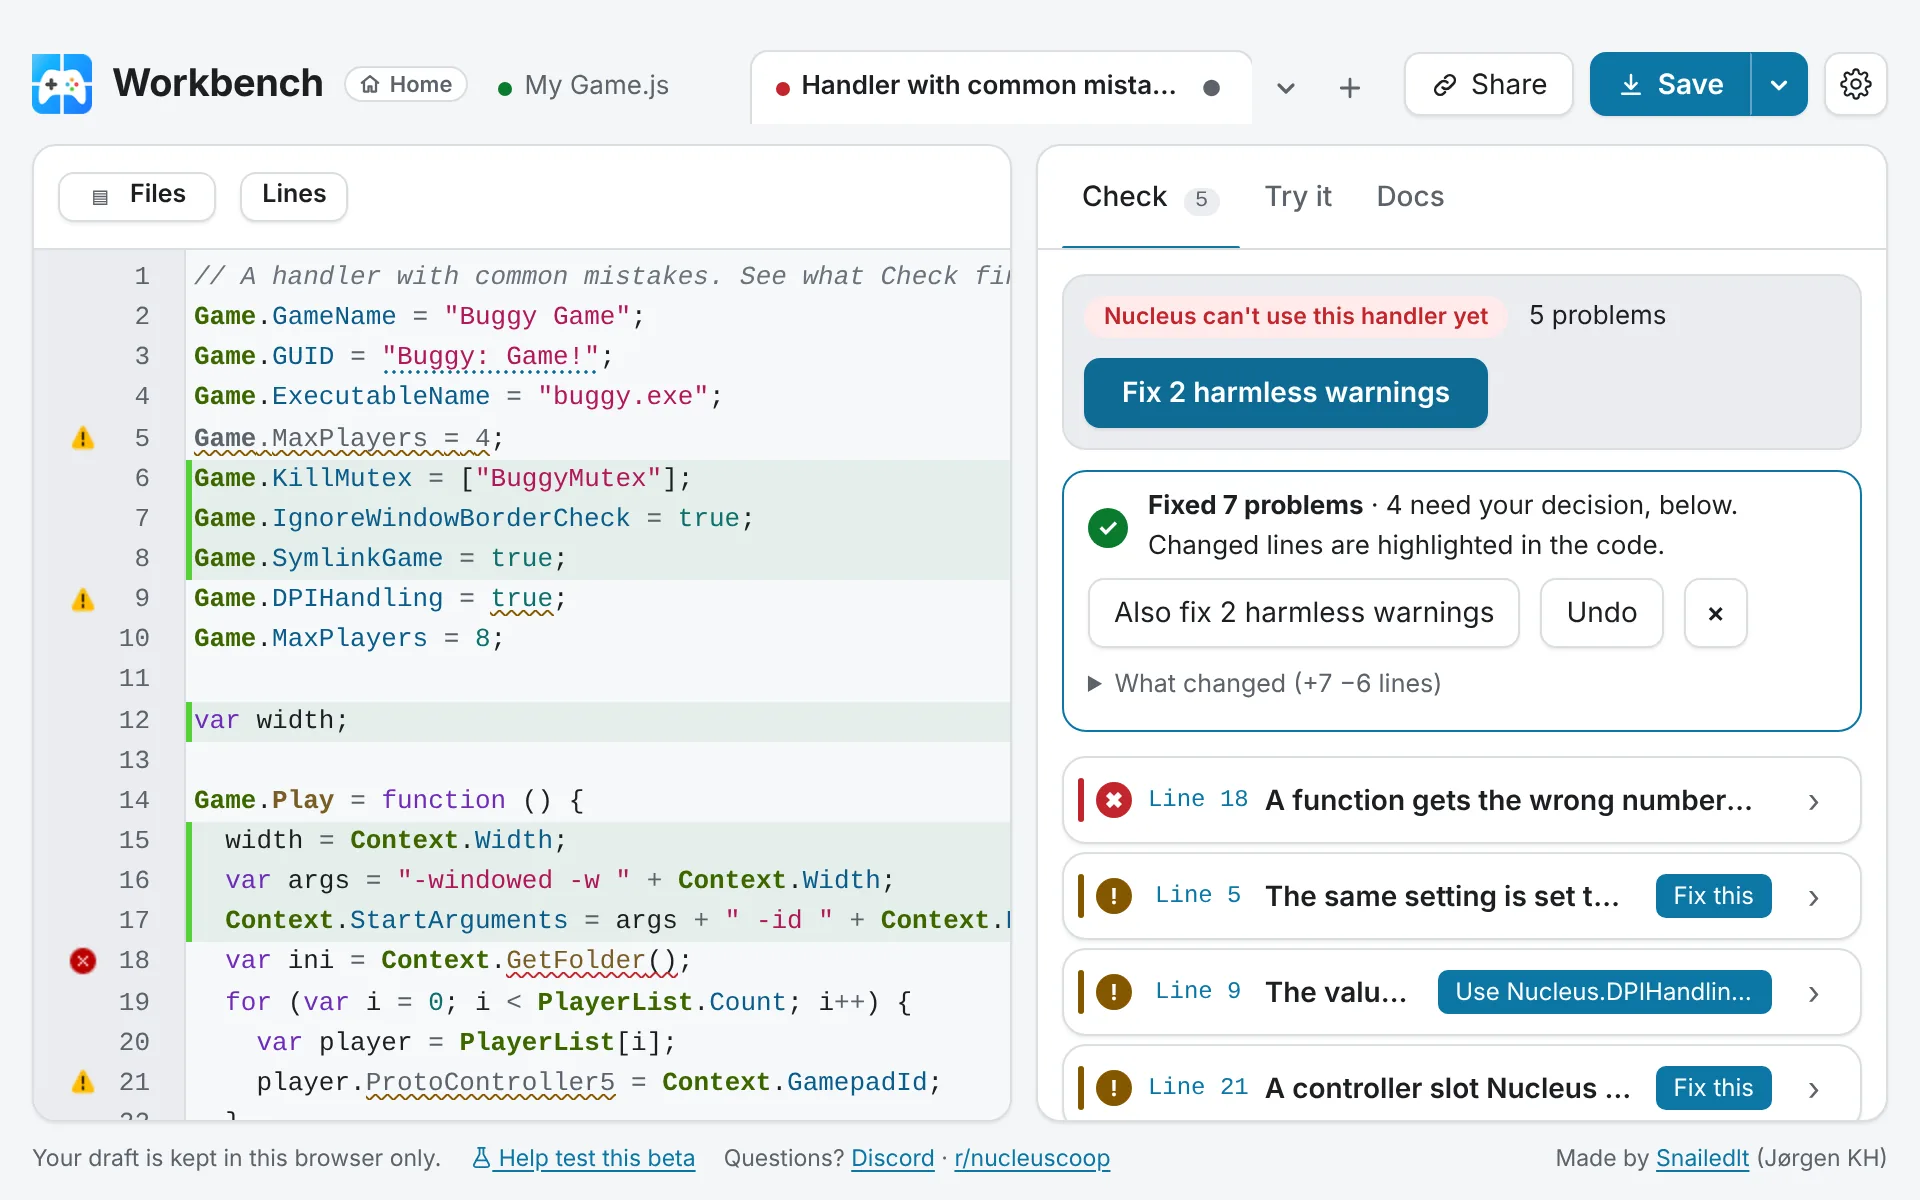 Workbench
Home
My Game.js
Handler with common mista...
Share
Save
Files
Lines
1 // A handler with common mistakes. See what Check fi
2 Game.GameName = "Buggy Game";
3 Game.GUID = "Buggy: Game!";
4 Game.ExecutableName = "buggy.exe";
5 Game.MaxPlayers = 4;
6 Game.KillMutex = ["BuggyMutex"];
7 Game.IgnoreWindowBorderCheck = true;
8 Game.SymlinkGame = true;
9 Game.DPIHandling = true;
10 Game.MaxPlayers = 8;
11
12 var width;
13
14 Game.Play = function () {
15 width = Context.Width;
16 var args = "-windowed -w " + Context.Width;
17 Context.StartArguments = args + " -id " + Context.
18 var ini = Context.GetFolder();
19 for (var i = 0; i < PlayerList.Count; i++) {
20 var player = PlayerList[i];
21 player.ProtoController5 = Context.GamepadId;
22 }
Check 5
Try it
Docs
Nucleus can't use this handler yet
5 problems
Fix 2 harmless warnings
Fixed 7 problems · 4 need your decision, below.
Changed lines are highlighted in the code.
Also fix 2 harmless warnings
Undo
×
▶ What changed (+7 −6 lines)
Line 18 A function gets the wrong number... ›
Line 5 The same setting is set t... Fix this ›
Line 9 The valu... Use Nucleus.DPIHandlin... ›
Line 21 A controller slot Nucleus ... Fix this ›
Your draft is kept in this browser only.
Help test this beta
Questions? Discord · r/nucleuscoop
Made by SnailedIt (Jørgen KH)